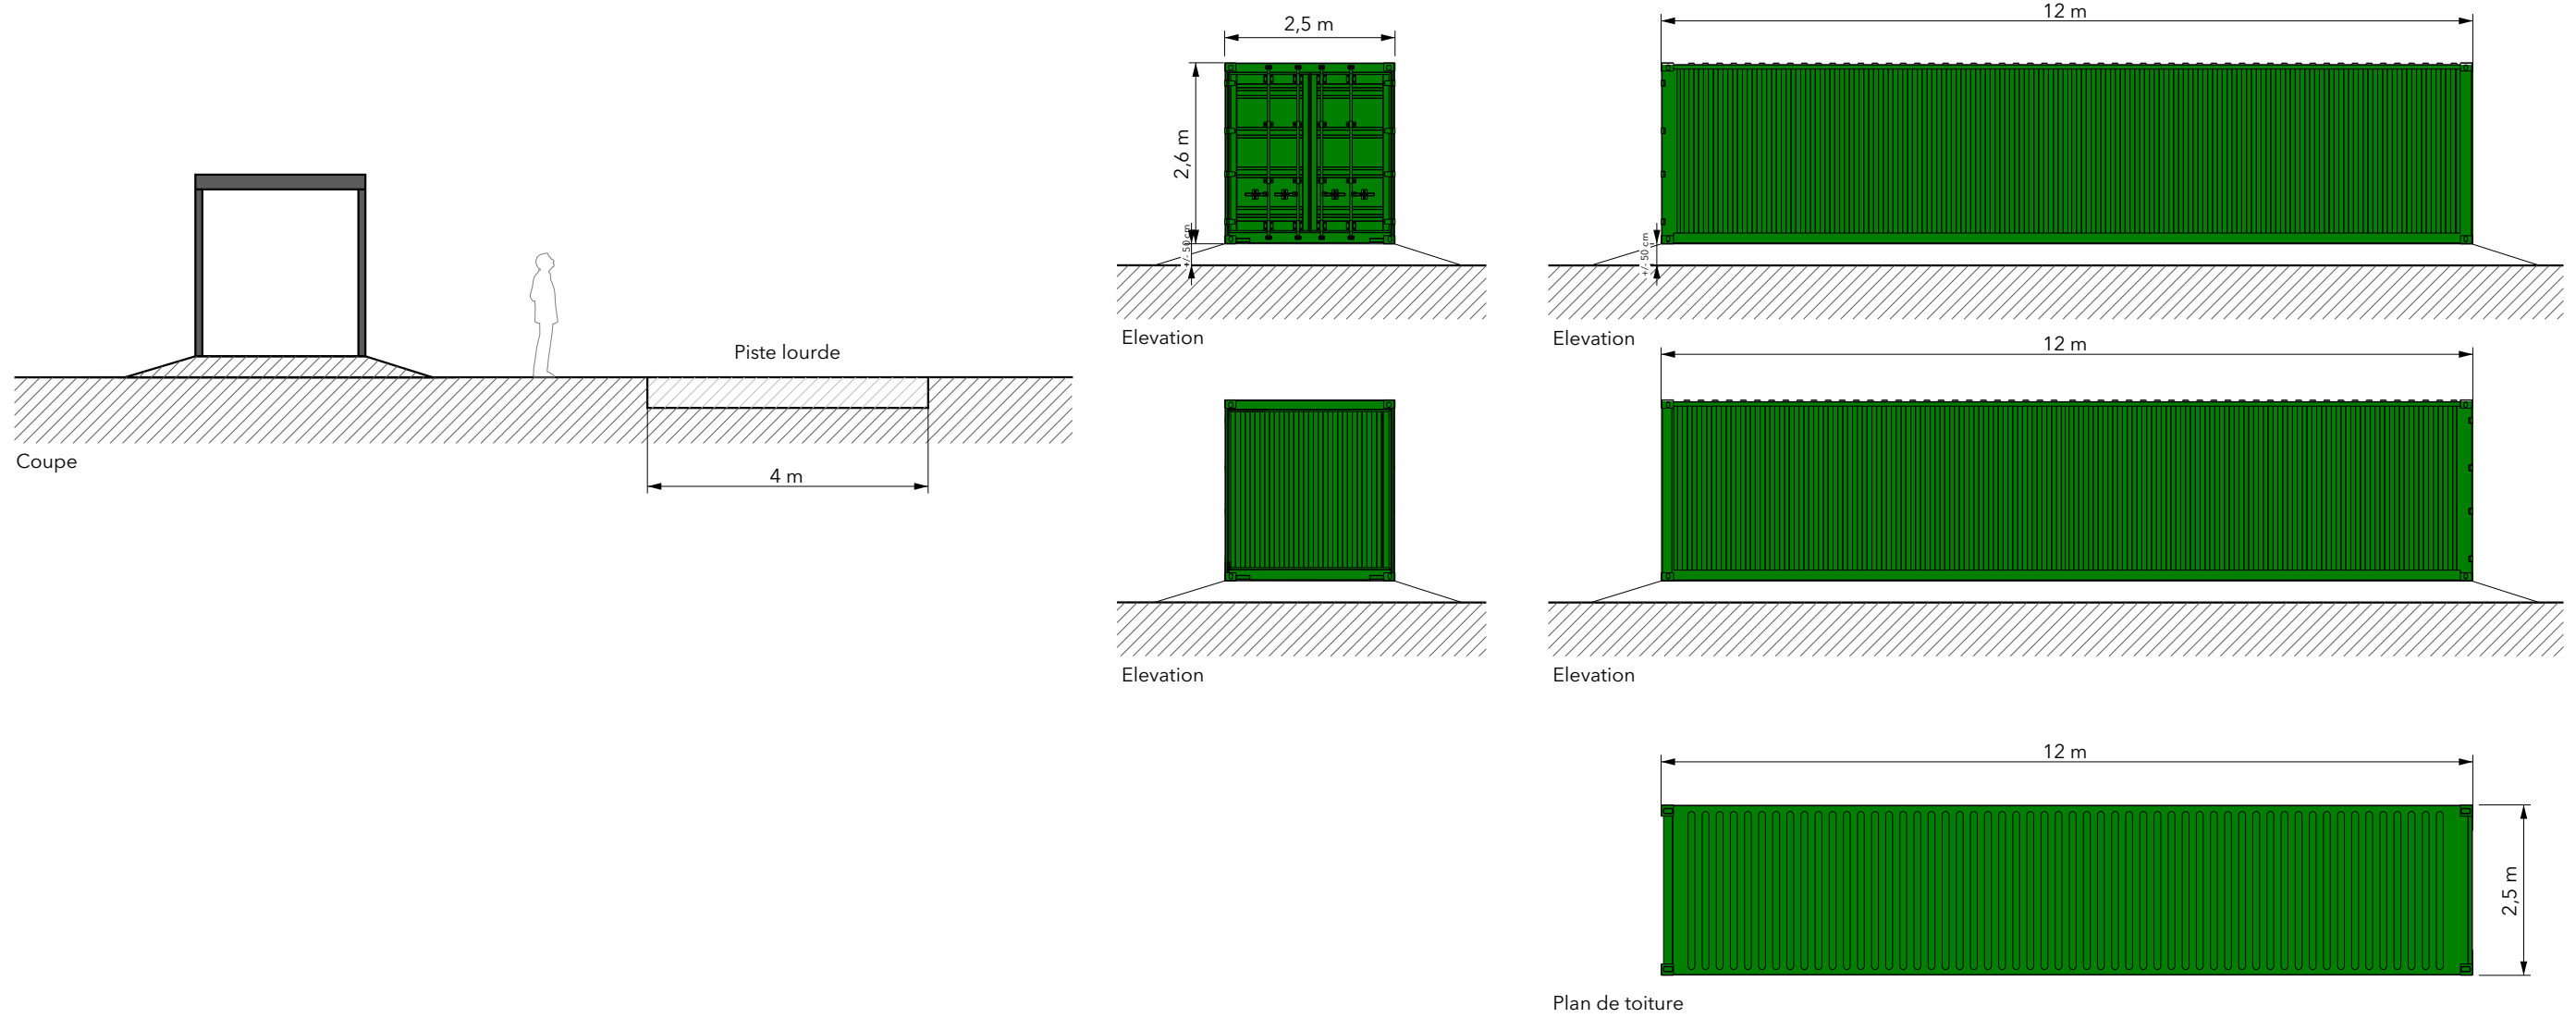 Piste lourde
Coupe
4 m
2,5 m
2,6 m
+/- 50 cm
Elevation
Elevation
12 m
+/- 50 cm
Elevation
12 m
Elevation
12 m
2,5 m
Plan de toiture